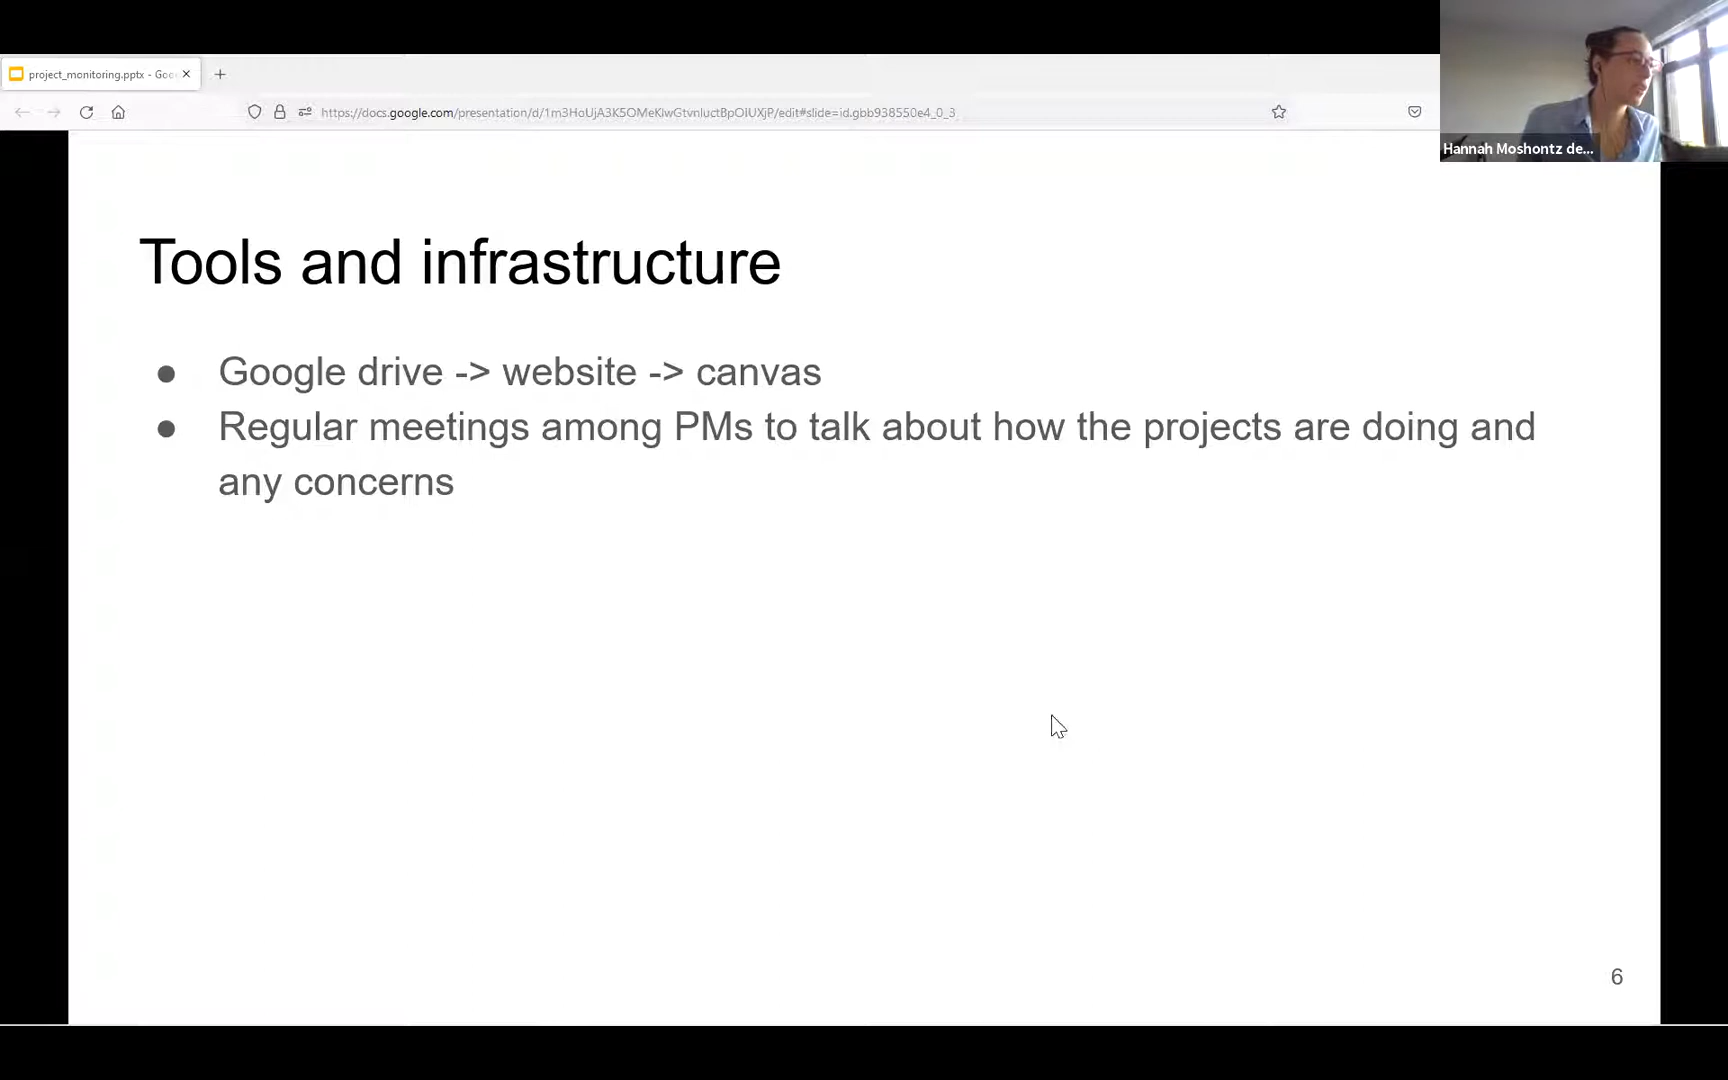 project_monitoring.pptx - Goo
https://docs.google.com/presentation/d/1m3HoUjA3K5OMeKIwGtvnluctBpOIUXjP/edit#slide=id.gbb938550e4_0_3
Hannah Moshontz de...
Tools and infrastructure
● Google drive -> website -> canvas
● Regular meetings among PMs to talk about how the projects are doing and
any concerns
6